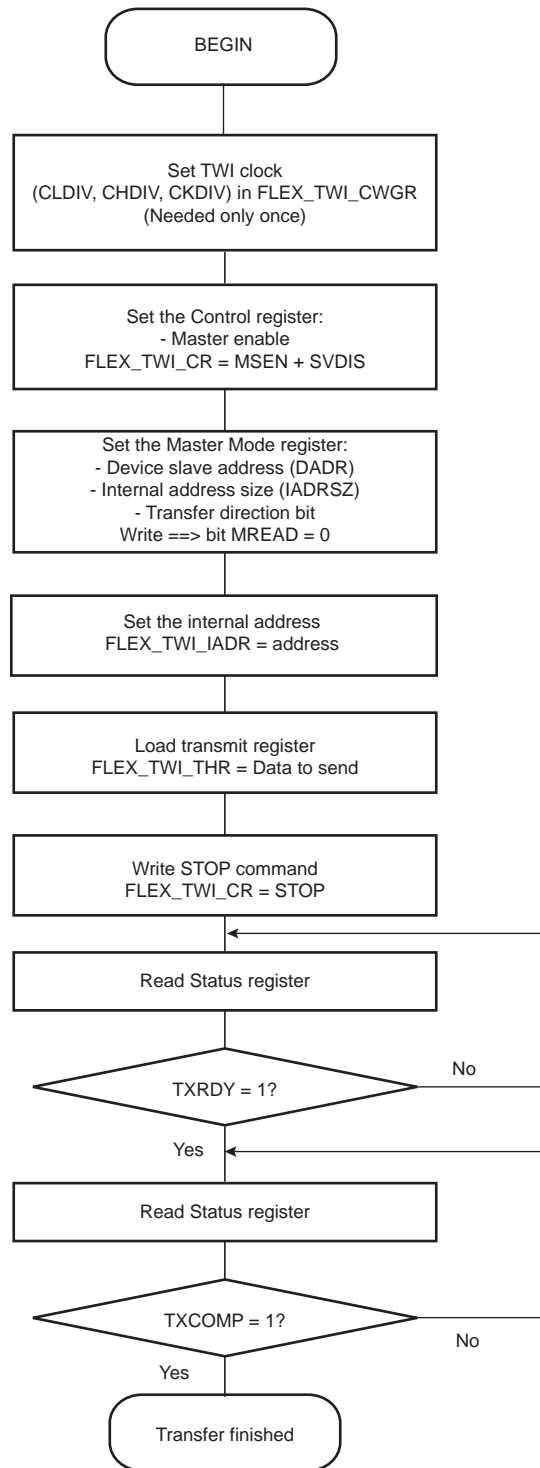 BEGIN
Set TWI clock
(CLDIV, CHDIV, CKDIV) in FLEX_TWI_CWGR
(Needed only once)
Set the Control register:
- Master enable
FLEX_TWI_CR = MSEN + SVDIS
Set the Master Mode register:
- Device slave address (DADR)
- Internal address size (IADRSZ)
- Transfer direction bit
Write ==> bit MREAD = 0
Set the internal address
FLEX_TWI_IADR = address
Load transmit register
FLEX_TWI_THR = Data to send
Write STOP command
FLEX_TWI_CR = STOP
Read Status register
TXRDY = 1?
No
Yes
Read Status register
TXCOMP = 1?
No
Yes
Transfer finished